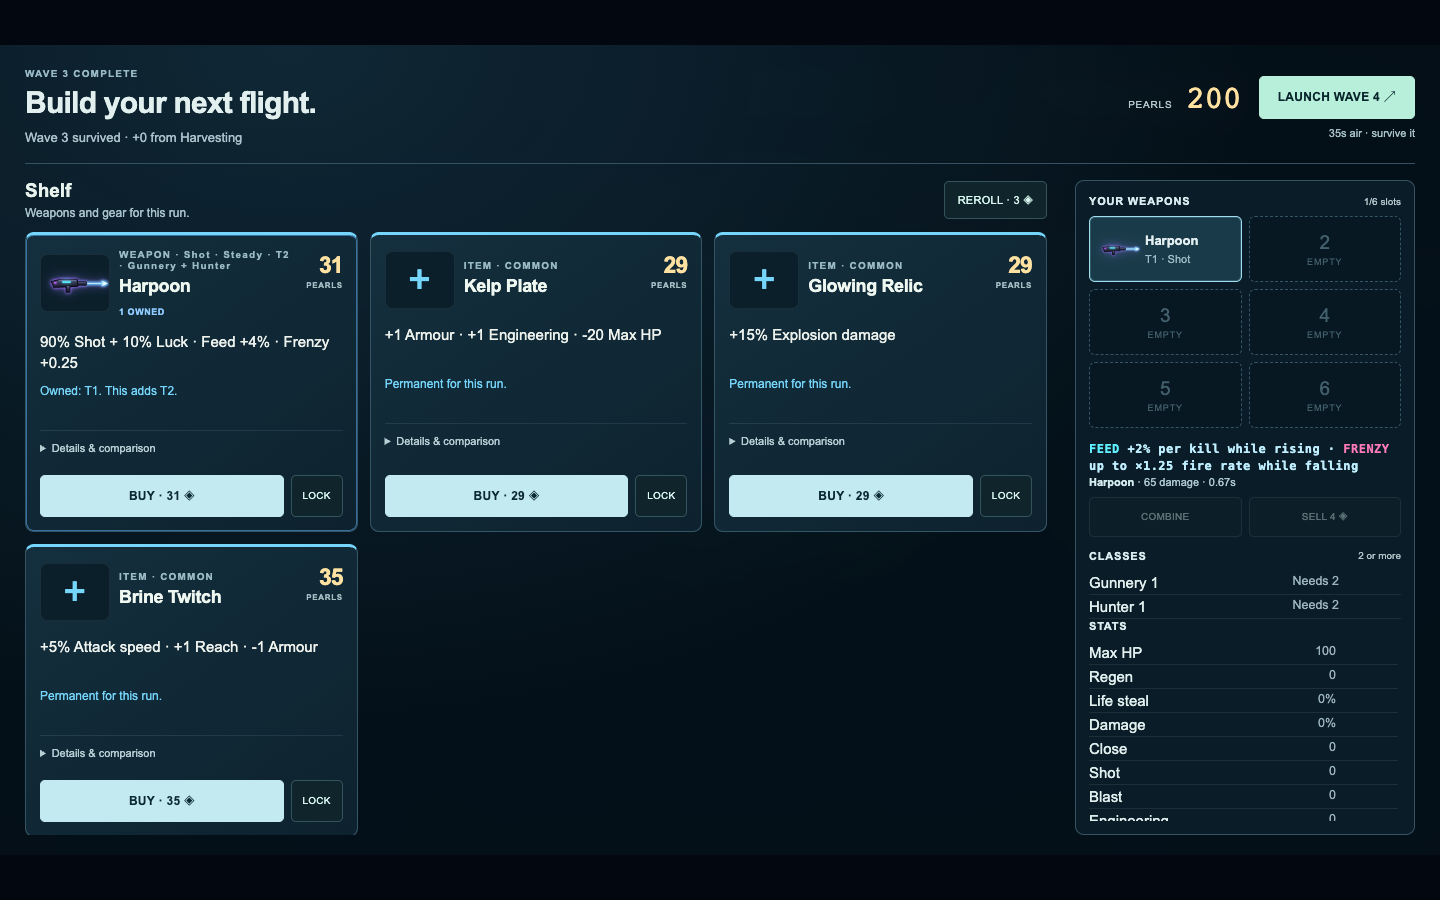 WAVE 3 COMPLETE
Build your next flight.
Wave 3 survived · +0 from Harvesting
PEARLS 200
LAUNCH WAVE 4 ↗
35s air · survive it
Shelf
Weapons and gear for this run.
REROLL · 3 ◈
WEAPON · Shot · Steady · T2
· Gunnery + Hunter
Harpoon
1 OWNED
31
PEARLS
90% Shot + 10% Luck · Feed +4% · Frenzy
+0.25
Owned: T1. This adds T2.
▶ Details & comparison
BUY · 31 ◈
LOCK
ITEM · COMMON
Kelp Plate
29
PEARLS
+1 Armour · +1 Engineering · -20 Max HP
Permanent for this run.
▶ Details & comparison
BUY · 29 ◈
LOCK
ITEM · COMMON
Glowing Relic
29
PEARLS
+15% Explosion damage
Permanent for this run.
▶ Details & comparison
BUY · 29 ◈
LOCK
ITEM · COMMON
Brine Twitch
35
PEARLS
+5% Attack speed · +1 Reach · -1 Armour
Permanent for this run.
▶ Details & comparison
BUY · 35 ◈
LOCK
YOUR WEAPONS
1/6 slots
Harpoon
T1 · Shot
2
EMPTY
3
EMPTY
4
EMPTY
5
EMPTY
6
EMPTY
FEED +2% per kill while rising · FRENZY
up to ×1.25 fire rate while falling
Harpoon · 65 damage · 0.67s
COMBINE
SELL 4 ◈
CLASSES
2 or more
Gunnery 1 Needs 2
Hunter 1 Needs 2
STATS
Max HP 100
Regen 0
Life steal 0%
Damage 0%
Close 0
Shot 0
Blast 0
Engineering 0